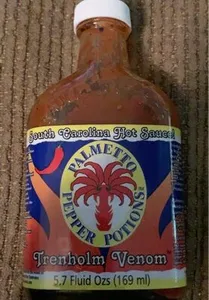 South Carolina Hot Sauce
PALMETTO
PEPPER POTIONS
Trenholm Venom
5.7 Fluid Ozs (169 ml)